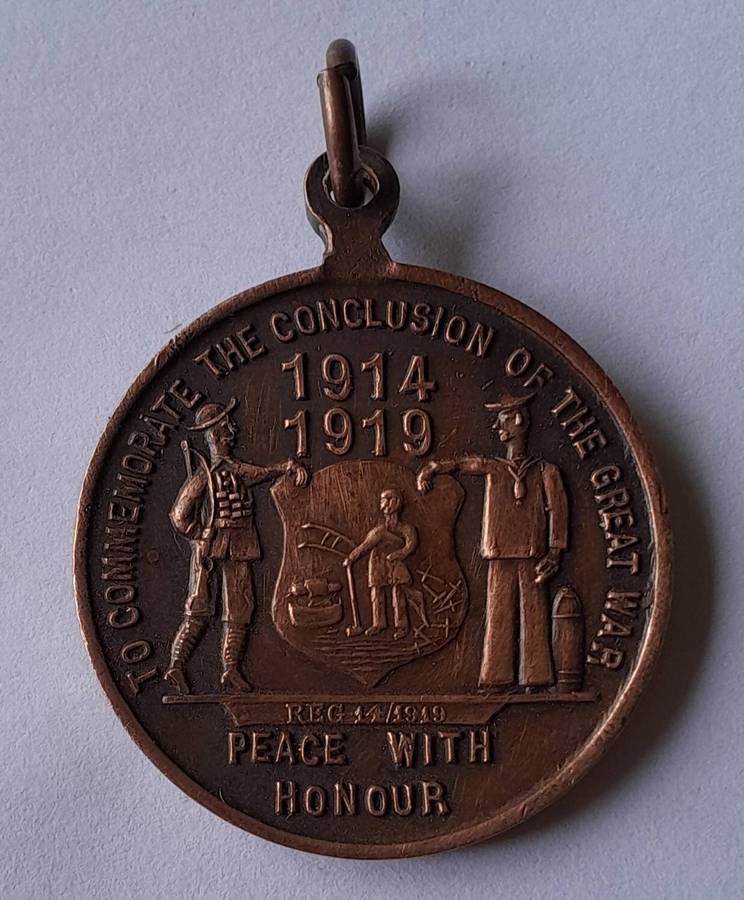 TO COMMEMORATE THE CONCLUSION OF THE GREAT WAR
1914
1919
REG 14/1919
PEACE WITH
HONOUR